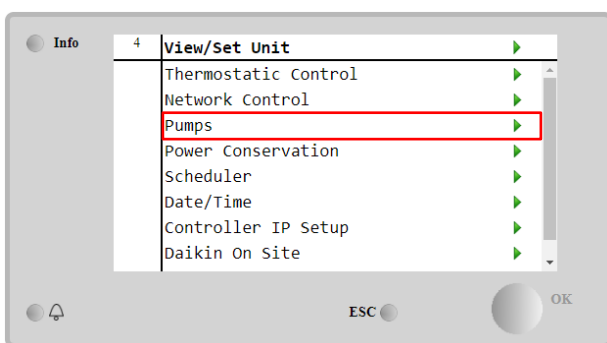 Info
4 View/Set Unit
Thermostatic Control
Network Control
Pumps
Power Conservation
Scheduler
Date/Time
Controller IP Setup
Daikin On Site
ESC
OK